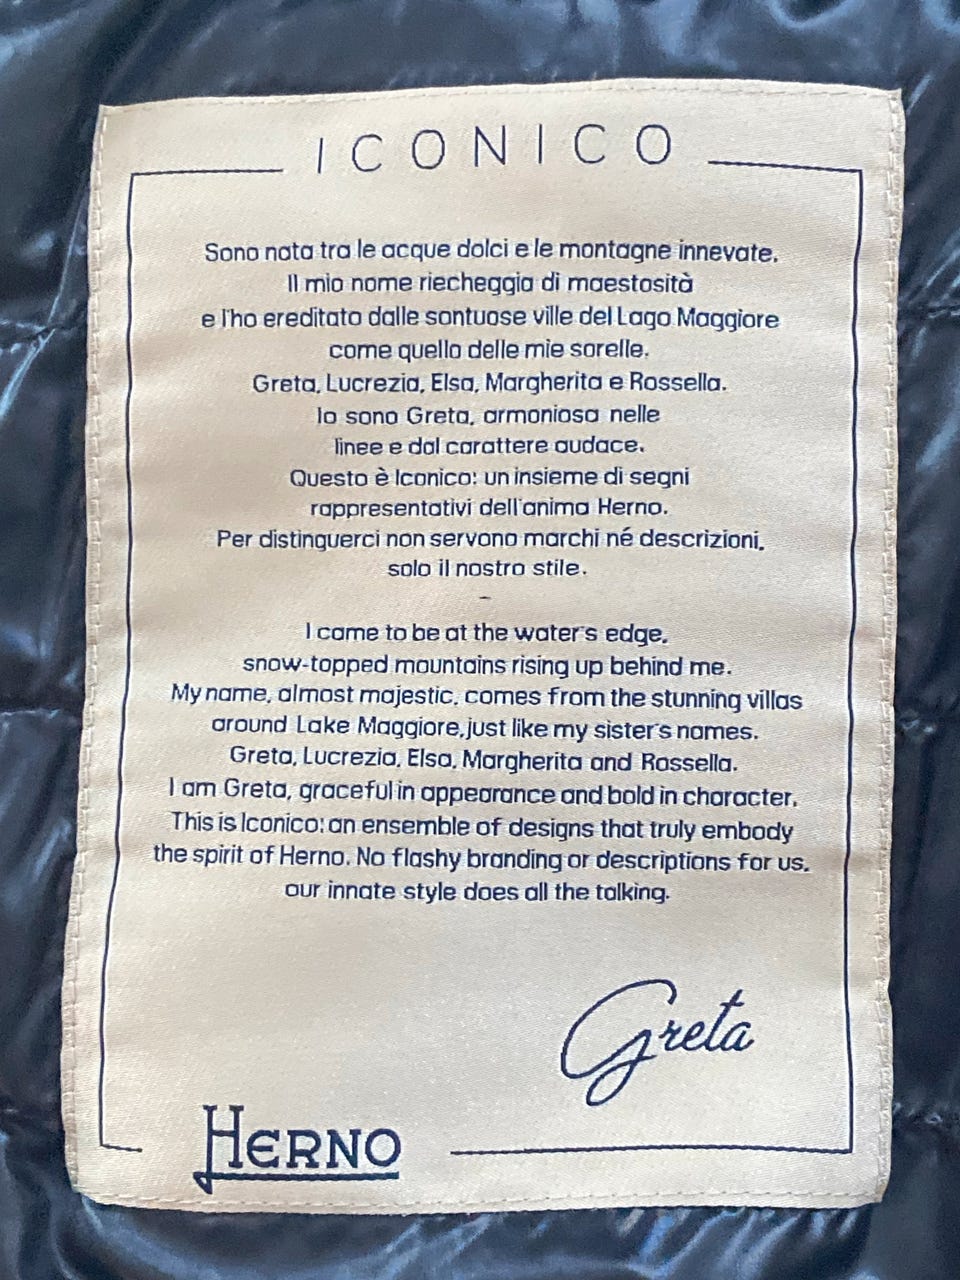 ICONICO
Sono nata tra le acque dolci e le montagne innevate.
Il mio nome riecheggia di maestosità
e l'ho ereditato dalle sontuose ville del Lago Maggiore
come quello delle mie sorelle.
Greta, Lucrezia, Elsa, Margherita e Rossella.
Io sono Greta, armoniosa nelle
linee e dal carattere audace.
Questo è Iconico: un insieme di segni
rappresentativi dell'anima Herno.
Per distinguerci non servono marchi né descrizioni,
solo il nostro stile.
-
I came to be at the water's edge,
snow-topped mountains rising up behind me.
My name, almost majestic, comes from the stunning villas
around Lake Maggiore, just like my sister's names.
Greta, Lucrezia, Elsa, Margherita and Rossella.
I am Greta, graceful in appearance and bold in character.
This is Iconico: an ensemble of designs that truly embody
the spirit of Herno. No flashy branding or descriptions for us,
our innate style does all the talking.
Greta
HERNO